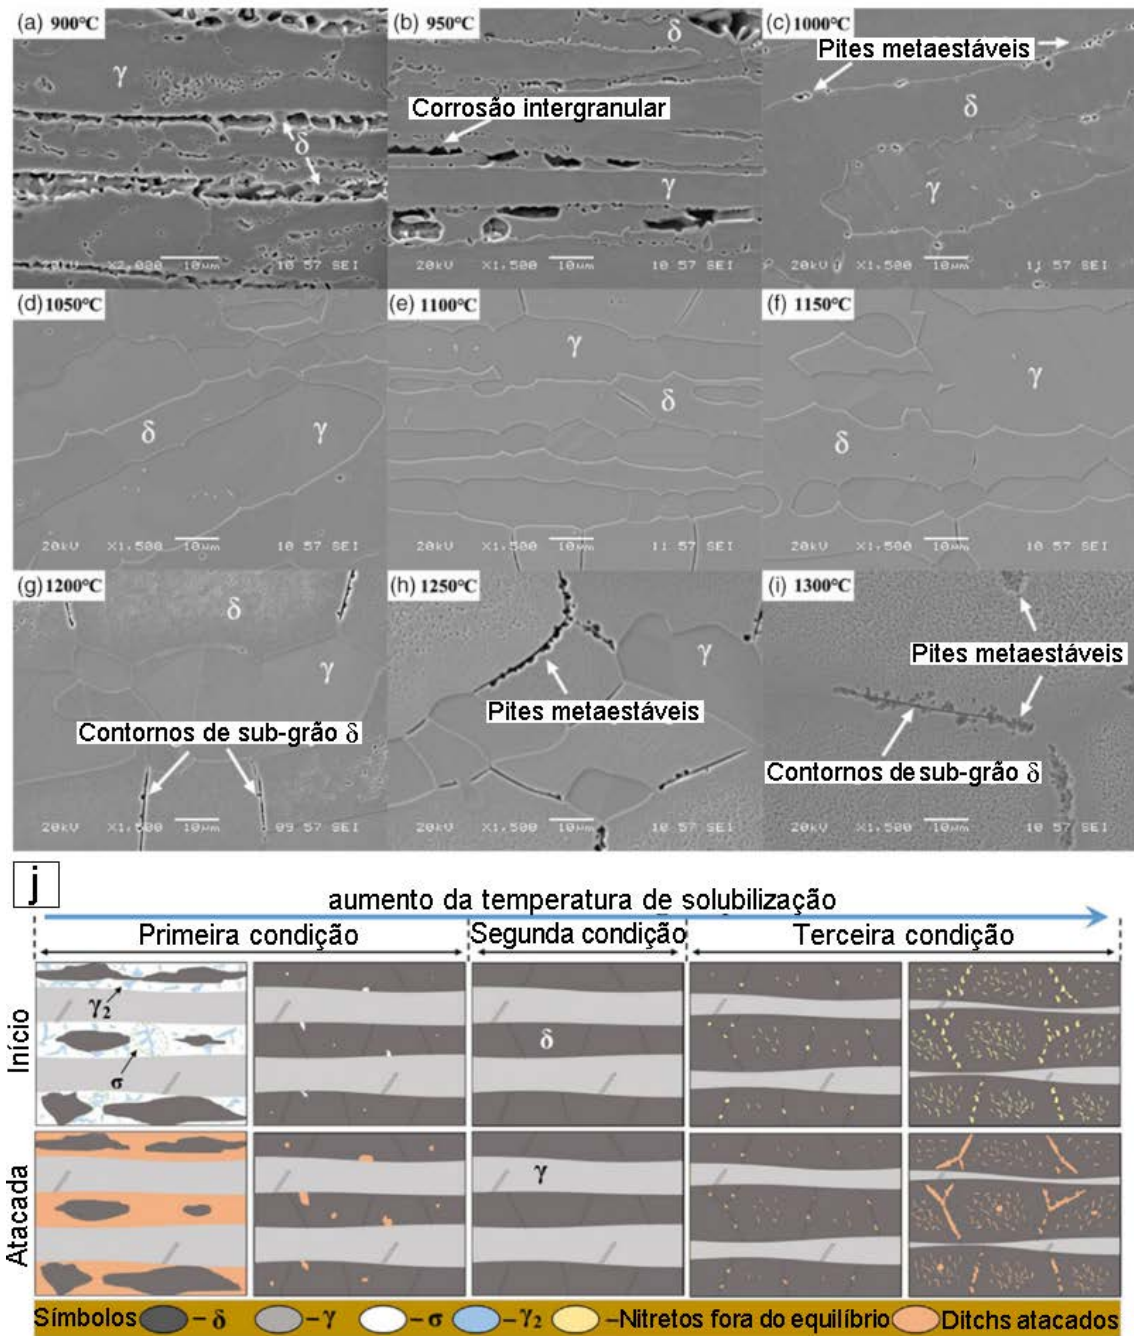 (a) 900℃
γ
δ
X2,000 10μm 10 57 SEI
(b) 950℃
δ
Corrosão intergranular
γ
20kV X1,500 10μm 10 57 SEI
(c) 1000℃
Pites metaestáveis
δ
γ
20kV X1,500 10μm 11 57 SEI
(d) 1050℃
δ
γ
20kV X1,500 10μm 10 57 SEI
(e) 1100℃
γ
δ
20kV X1,500 10μm 11 57 SEI
(f) 1150℃
γ
δ
20kV X1,500 10μm 10 57 SEI
(g) 1200℃
δ
γ
Contornos de sub-grão δ
20kV X1,500 10μm 09 57 SEI
(h) 1250℃
γ
Pites metaestáveis
20kV X1,500 10μm 10 57 SEI
(i) 1300℃
Pites metaestáveis
Contornos de sub-grão δ
20kV X1,500 10μm 10 57 SEI
j
aumento da temperatura de solubilização
Primeira condição Segunda condição Terceira condição
Início
γ₂
σ
δ
Atacada
γ
Símbolos – δ – γ – σ – γ₂ –Nitretos fora do equilíbrio Ditchs atacados